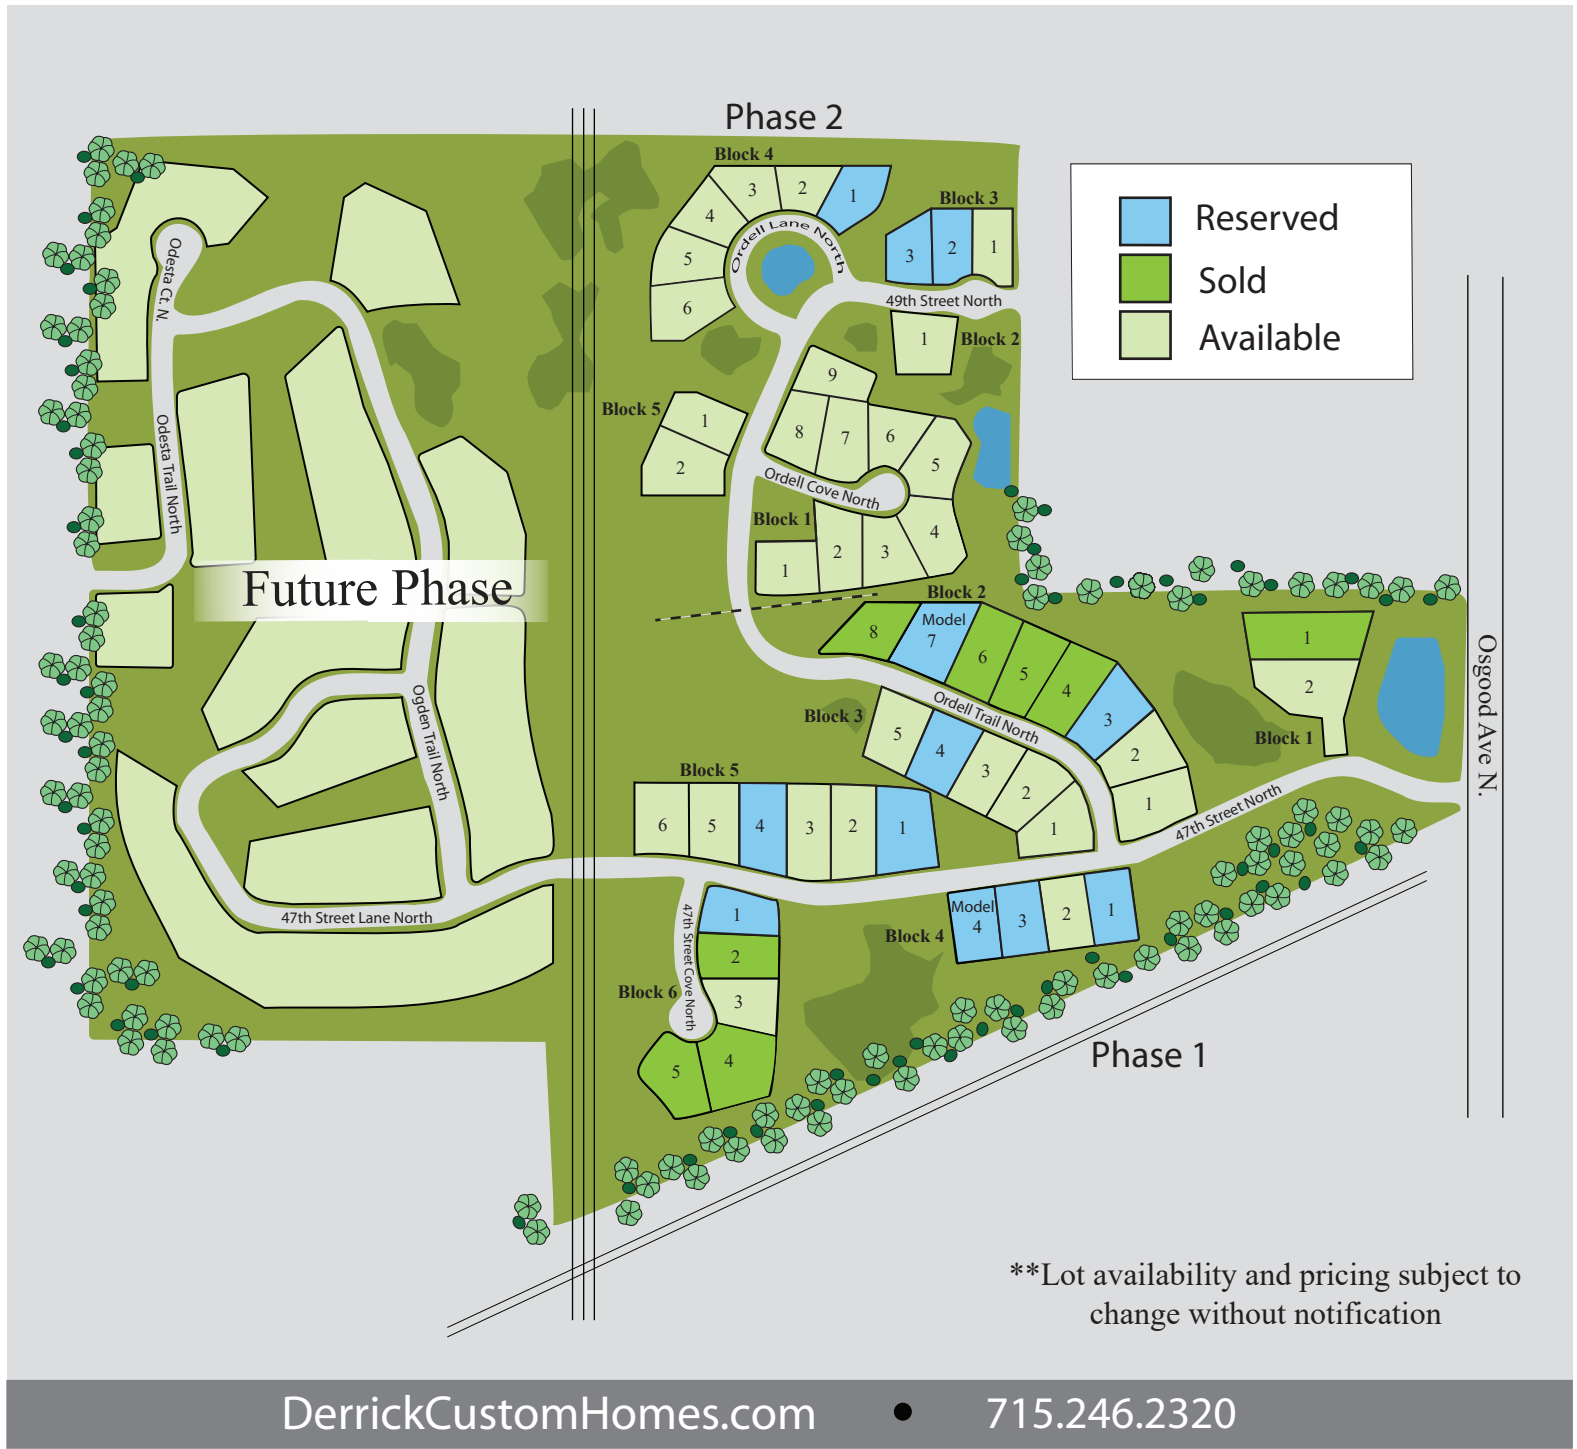 Phase 2
Block 4
3
2
1
4
5
6
Ordell Lane North
Block 3
3
2
1
49th Street North
1
Block 2
Reserved
Sold
Available
Odesta Ct. N.
Odesta Trail North
Block 5
1
2
9
8
7
6
5
4
Ordell Cove North
Block 1
1
2
3
Future Phase
Block 2
8
Model
7
6
5
4
3
2
1
Ordell Trail North
Block 3
5
4
3
2
1
1
2
Block 1
Osgood Ave N.
47th Street North
Ogden Trail North
Block 5
6
5
4
3
2
1
47th Street Lane North
47th Street Cove North
Block 6
1
2
3
4
5
Block 4
Model
4
3
2
1
Phase 1
**Lot availability and pricing subject to
change without notification
DerrickCustomHomes.com • 715.246.2320